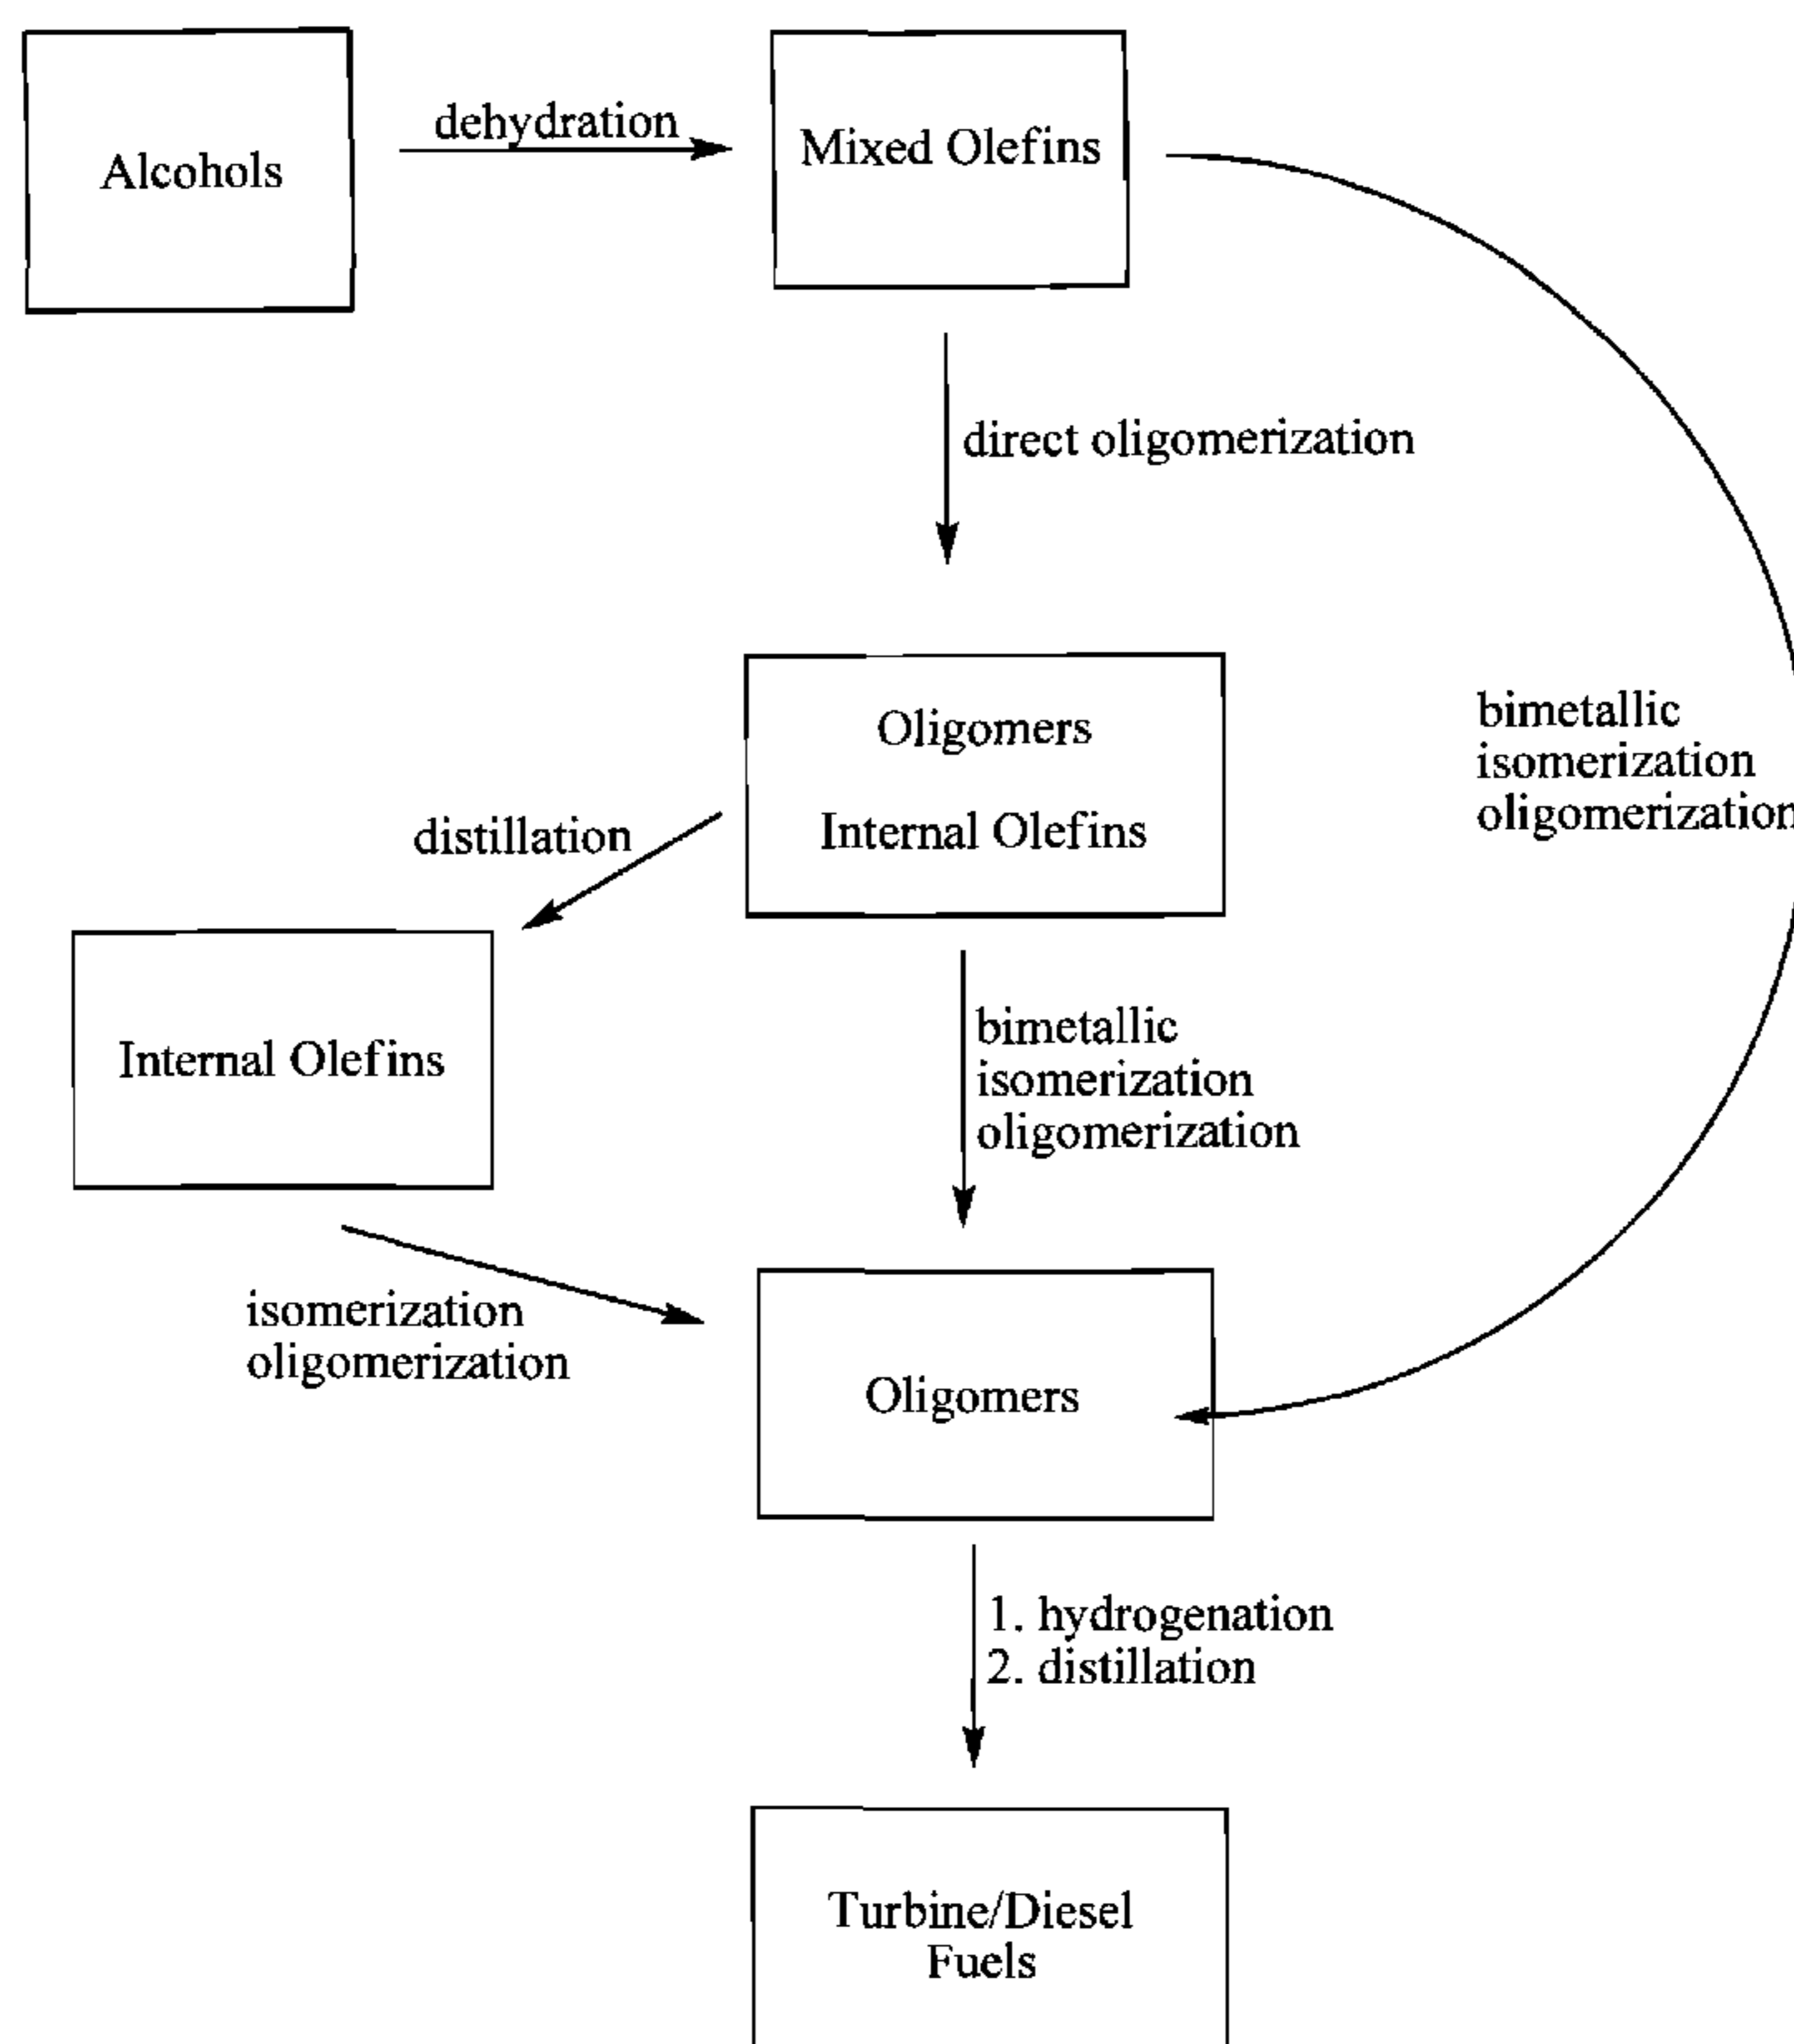 Alcohols
dehydration
Mixed Olefins
direct oligomerization
Oligomers
Internal Olefins
bimetallic
isomerization
oligomerization
distillation
Internal Olefins
bimetallic
isomerization
oligomerization
isomerization
oligomerization
Oligomers
1. hydrogenation
2. distillation
Turbine/Diesel
Fuels